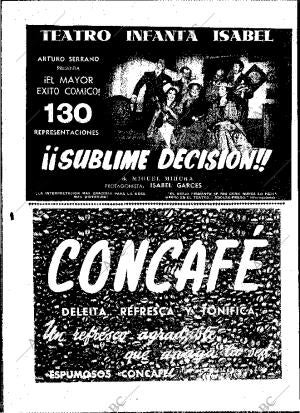 TEATRO INFANTA ISABEL
ARTURO SERRANO
PRESENTA
¡EL MAYOR
EXITO COMICO!
130
REPRESENTACIONES
¡¡SUBLIME DECISIÓN!!
de MIGUEL MIHURA
PROTAGONISTA: ISABEL GARCES
CONCAFÉ
DELEITA, REFRESCA Y TONIFICA
Un refresco agradable
que apaga la sed
ESPUMOSOS CONCAFÉ